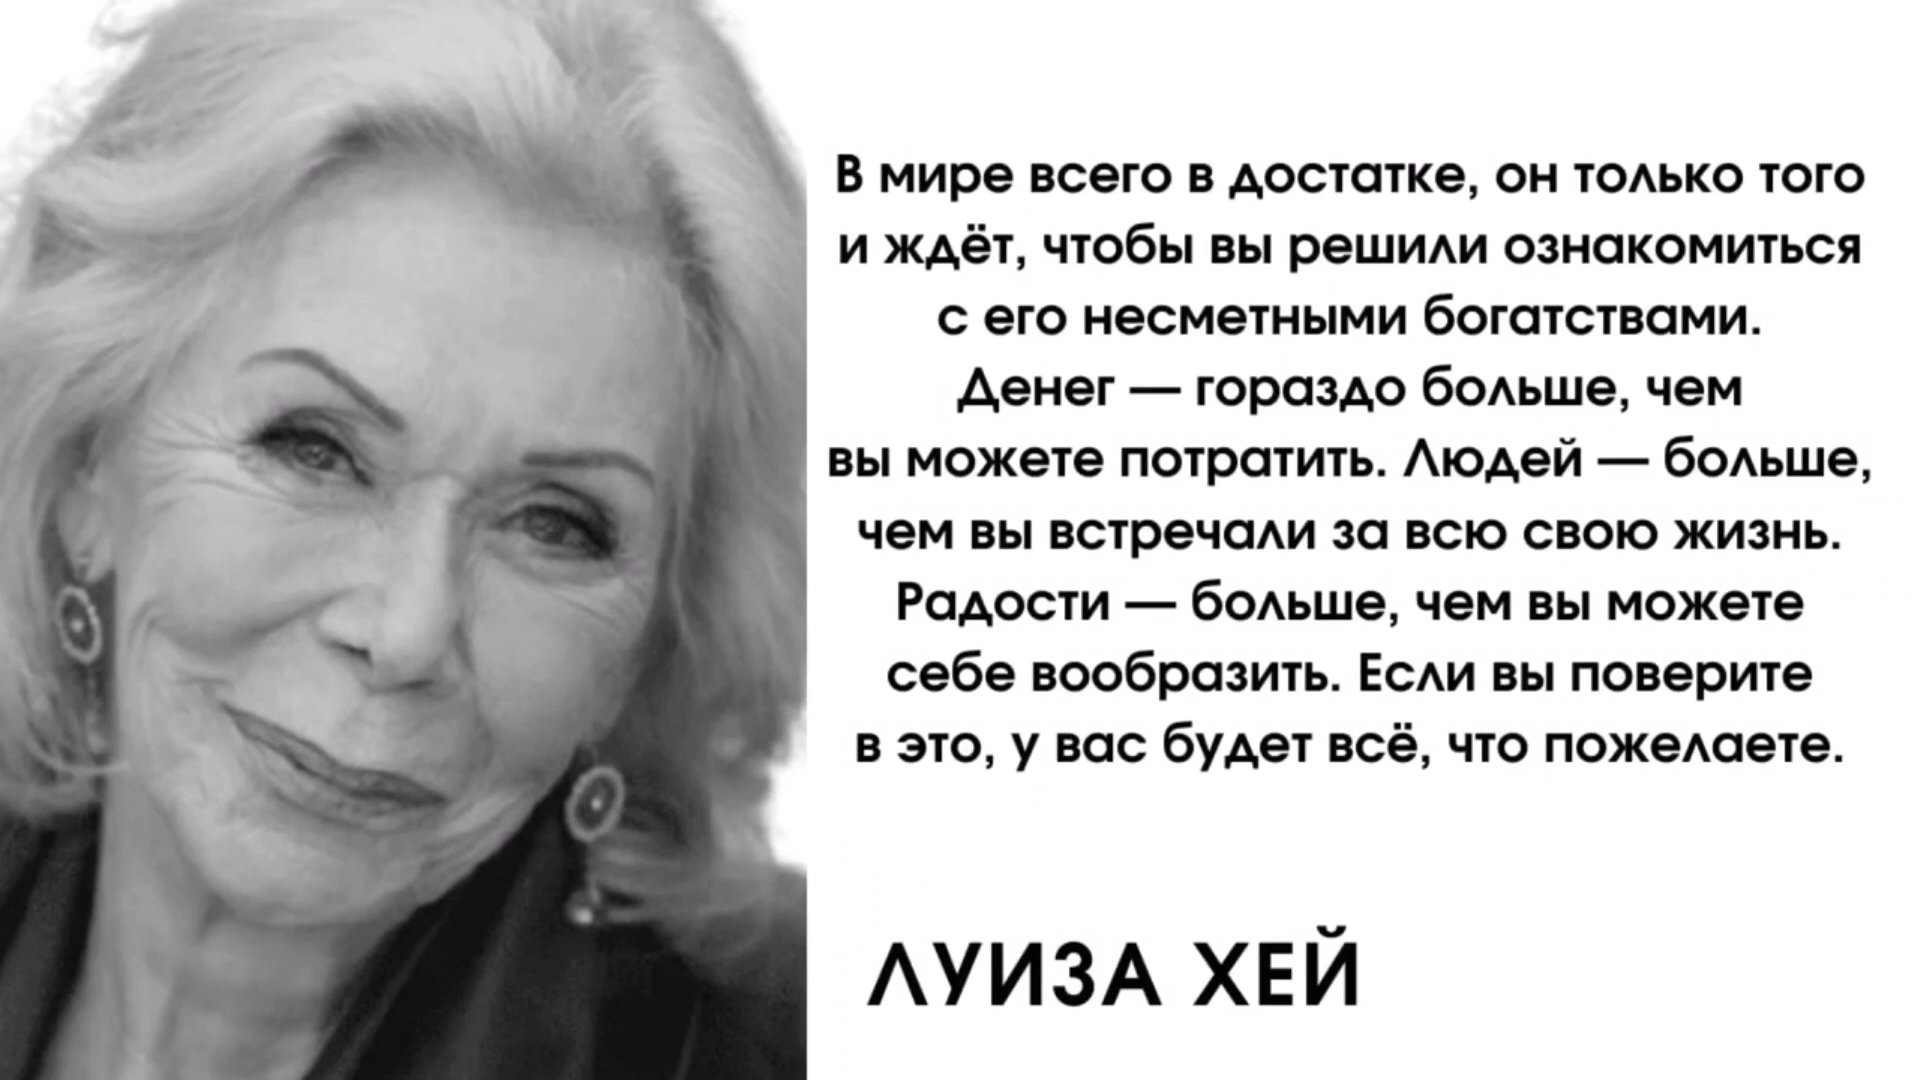 В мире всего в достатке, он только того
и ждёт, чтобы вы решили ознакомиться
с его несметными богатствами.
Денег — гораздо больше, чем
вы можете потратить. Людей — больше,
чем вы встречали за всю свою жизнь.
Радости — больше, чем вы можете
себе вообразить. Если вы поверите
в это, у вас будет всё, что пожелаете.
ЛУИЗА ХЕЙ